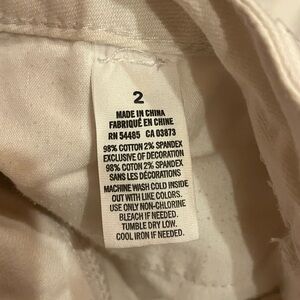 2
MADE IN CHINA
FABRIQUÉ EN CHINE
RN 54485 CA 03873
98% COTTON 2% SPANDEX
EXCLUSIVE OF DECORATION
98% COTTON 2% SPANDEX
SANS LES DÉCORATIONS
MACHINE WASH COLD INSIDE
OUT WITH LIKE COLORS.
USE ONLY NON-CHLORINE
BLEACH IF NEEDED.
TUMBLE DRY LOW.
COOL IRON IF NEEDED.